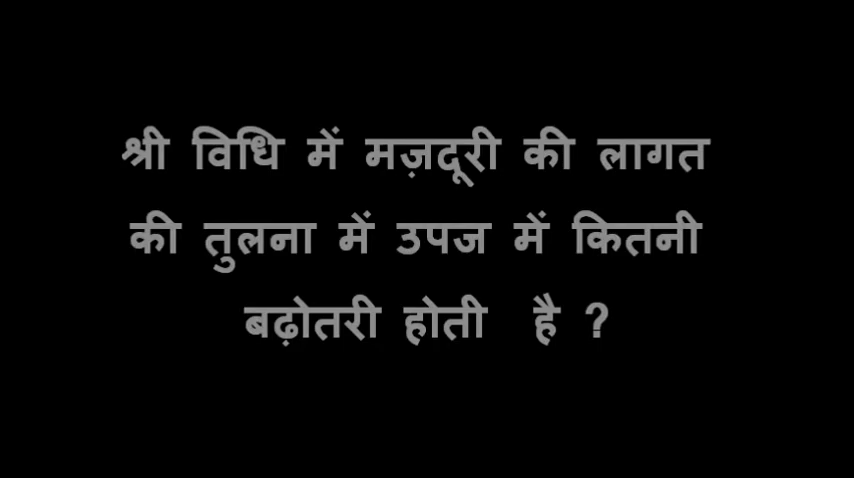 श्री विधि में मज़दूरी की लागत
की तुलना में उपज में कितनी
बढ़ोतरी होती है ?